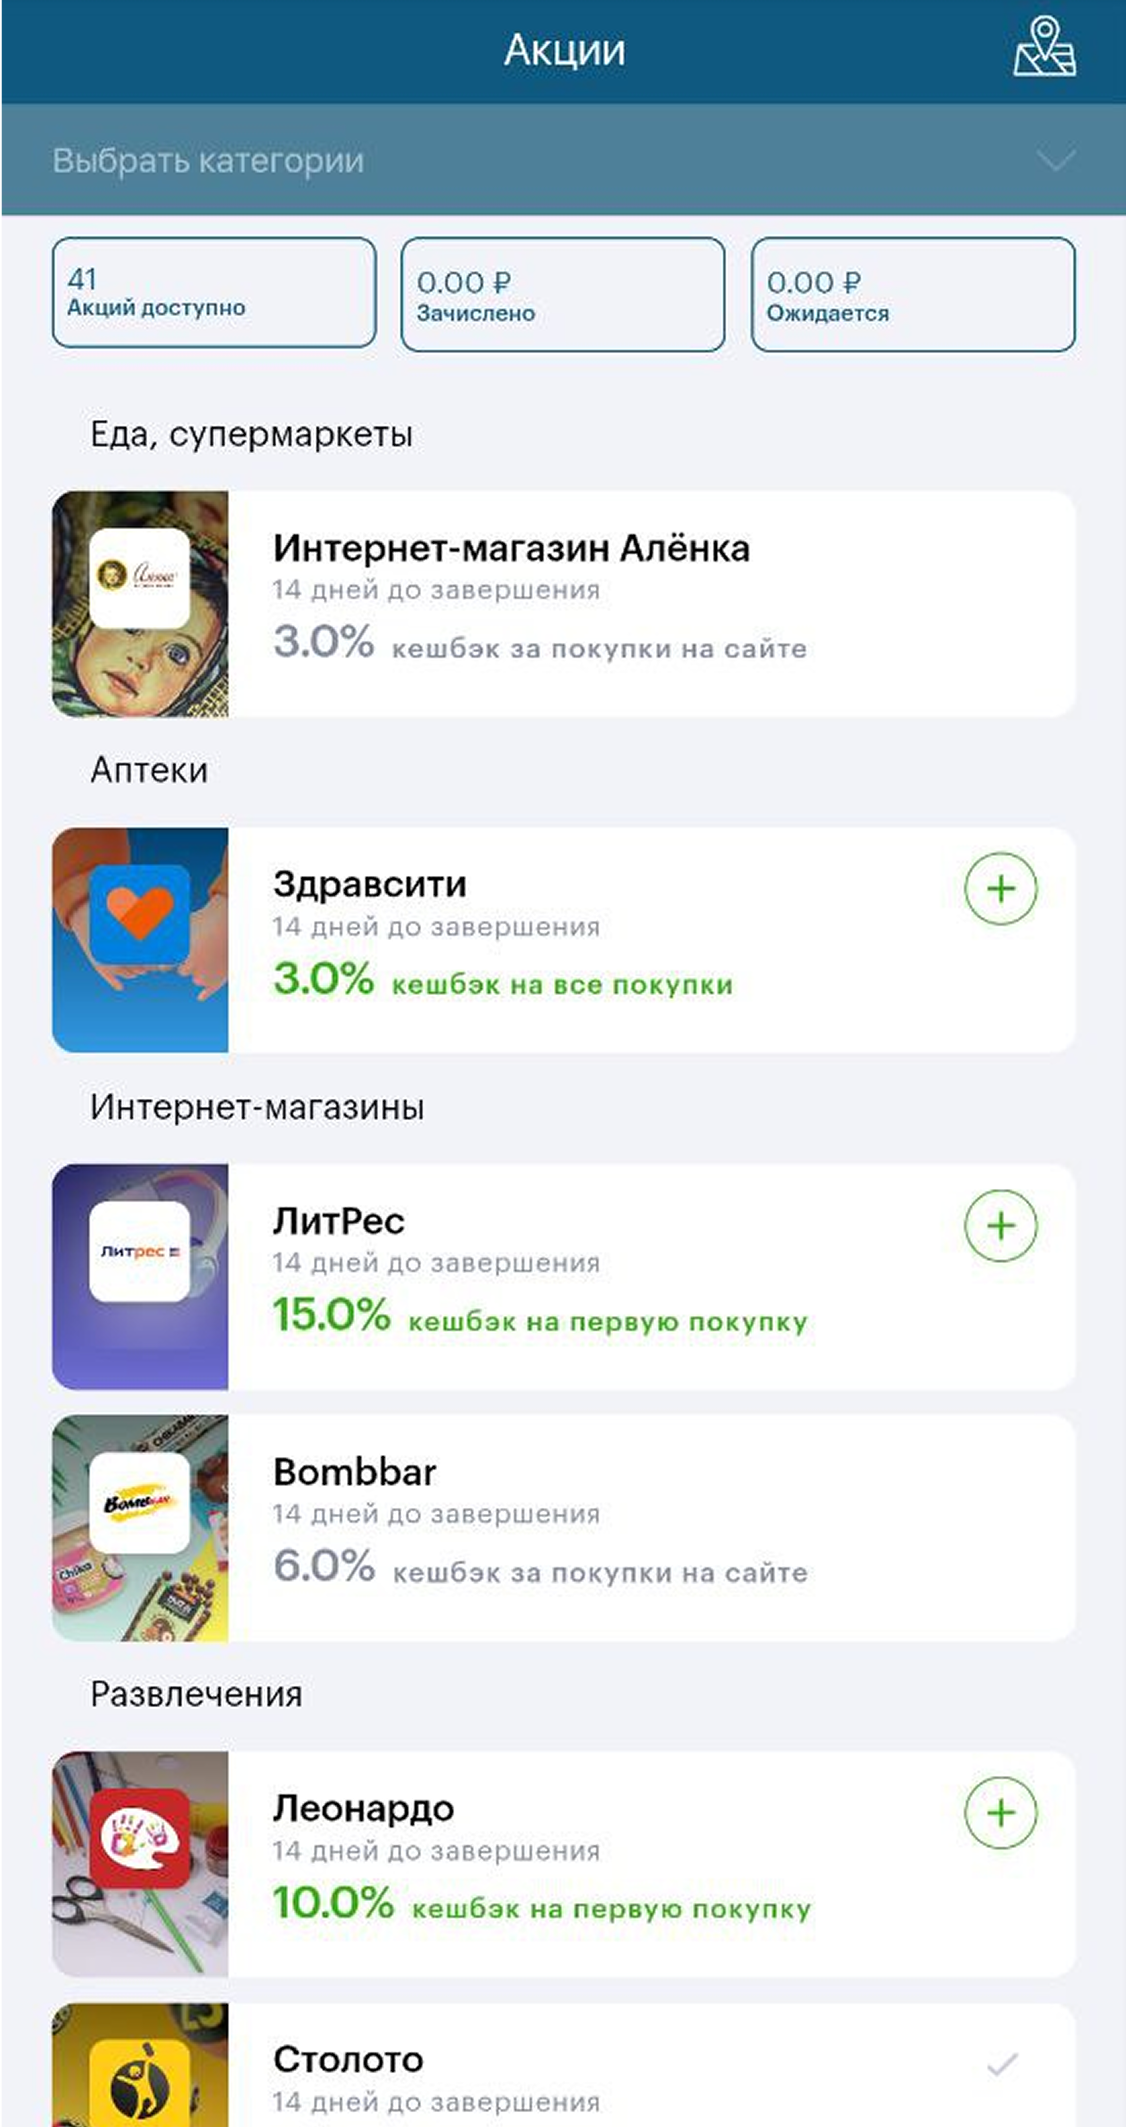 Акции
Выбрать категории
41
Акций доступно
0.00 ₽
Зачислено
0.00 ₽
Ожидается
Еда, супермаркеты
Интернет-магазин Алёнка
14 дней до завершения
3.0% кешбэк за покупки на сайте
Аптеки
Здравсити
14 дней до завершения
3.0% кешбэк на все покупки
Интернет-магазины
Литрес
ЛитРес
14 дней до завершения
15.0% кешбэк на первую покупку
Bombbar
Chika
Bombbar
14 дней до завершения
6.0% кешбэк за покупки на сайте
Развлечения
Леонардо
14 дней до завершения
10.0% кешбэк на первую покупку
Столото
14 дней до завершения